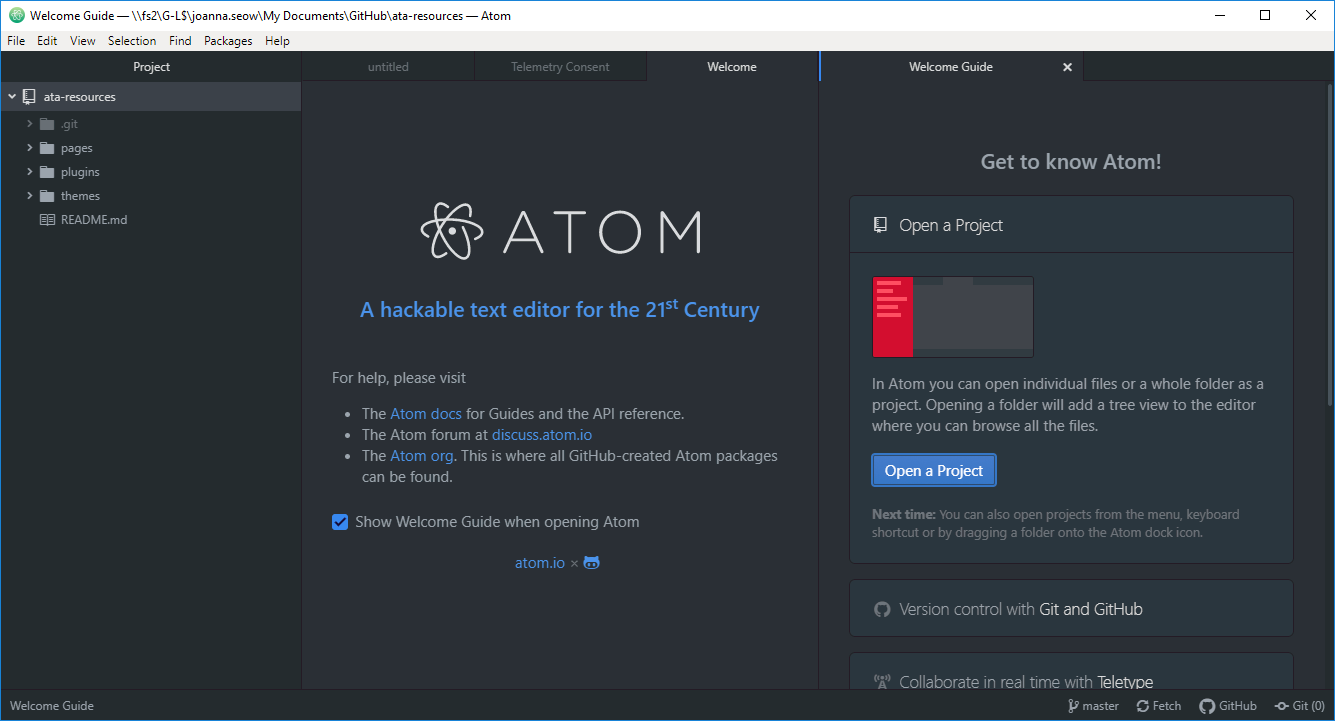 Welcome Guide — \\fs2\G-L$\joanna.seow\My Documents\GitHub\ata-resources — Atom
File Edit View Selection Find Packages Help
Project
untitled
Telemetry Consent
Welcome
Welcome Guide
ata-resources
.git
pages
plugins
themes
README.md
ATOM
A hackable text editor for the 21st Century
For help, please visit
• The Atom docs for Guides and the API reference.
• The Atom forum at discuss.atom.io
• The Atom org. This is where all GitHub-created Atom packages
can be found.
Show Welcome Guide when opening Atom
atom.io ×
Get to know Atom!
Open a Project
In Atom you can open individual files or a whole folder as a
project. Opening a folder will add a tree view to the editor
where you can browse all the files.
Open a Project
Next time: You can also open projects from the menu, keyboard
shortcut or by dragging a folder onto the Atom dock icon.
Version control with Git and GitHub
Collaborate in real time with Teletype
Welcome Guide
master
Fetch
GitHub
Git (0)